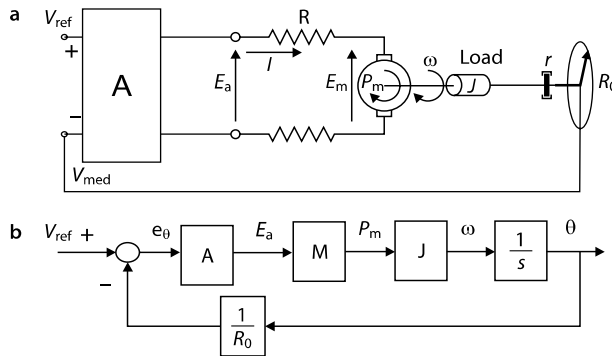 a
V_ref
+
A
−
V_med
R
I
E_a
E_m
P_m
ω
Load
J
r
R_0
b
V_ref +
−
e_θ
A
E_a
M
P_m
J
ω
1/s
θ
1/R_0